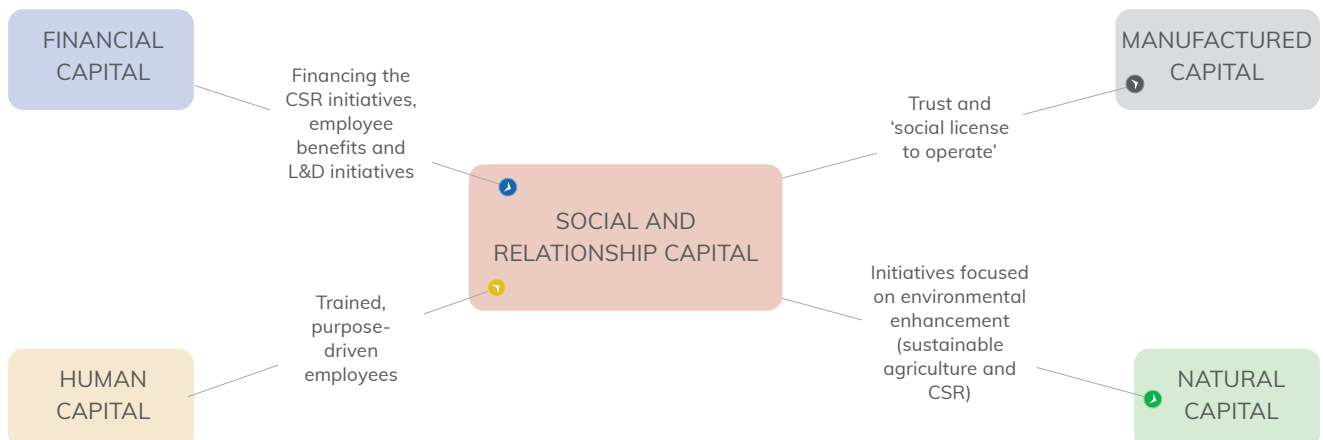 FINANCIAL
CAPITAL
Financing the
CSR initiatives,
employee
benefits and
L&D initiatives
MANUFACTURED
CAPITAL
Trust and
‘social license
to operate’
SOCIAL AND
RELATIONSHIP CAPITAL
Trained,
purpose-
driven
employees
HUMAN
CAPITAL
Initiatives focused
on environmental
enhancement
(sustainable
agriculture and
CSR)
NATURAL
CAPITAL